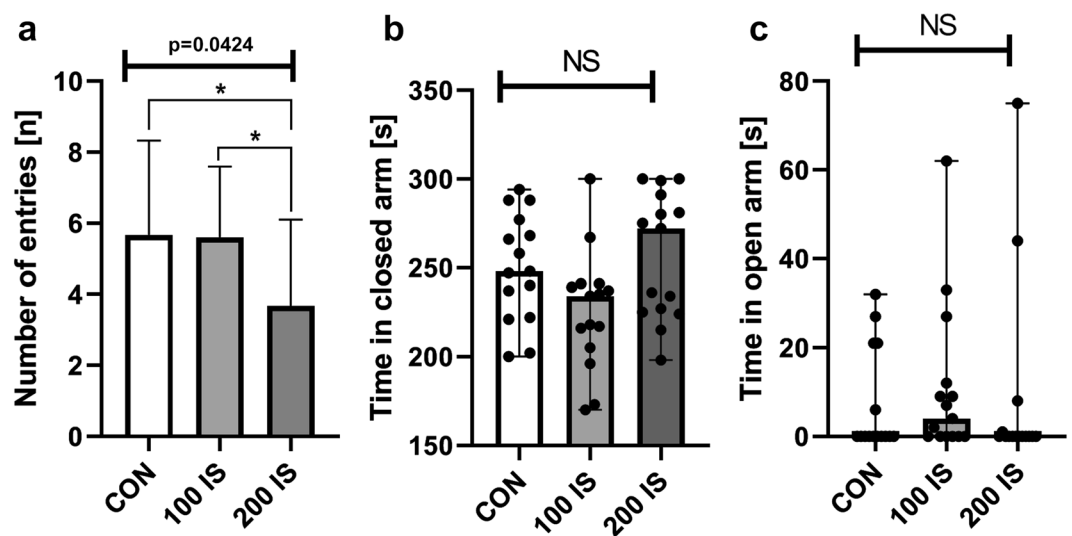 a
p=0.0424
*
*
Number of entries [n]
10
8
6
4
2
0
CON
100 IS
200 IS
b
NS
Time in closed arm [s]
350
300
250
200
150
CON
100 IS
200 IS
c
NS
Time in open arm [s]
80
60
40
20
0
CON
100 IS
200 IS